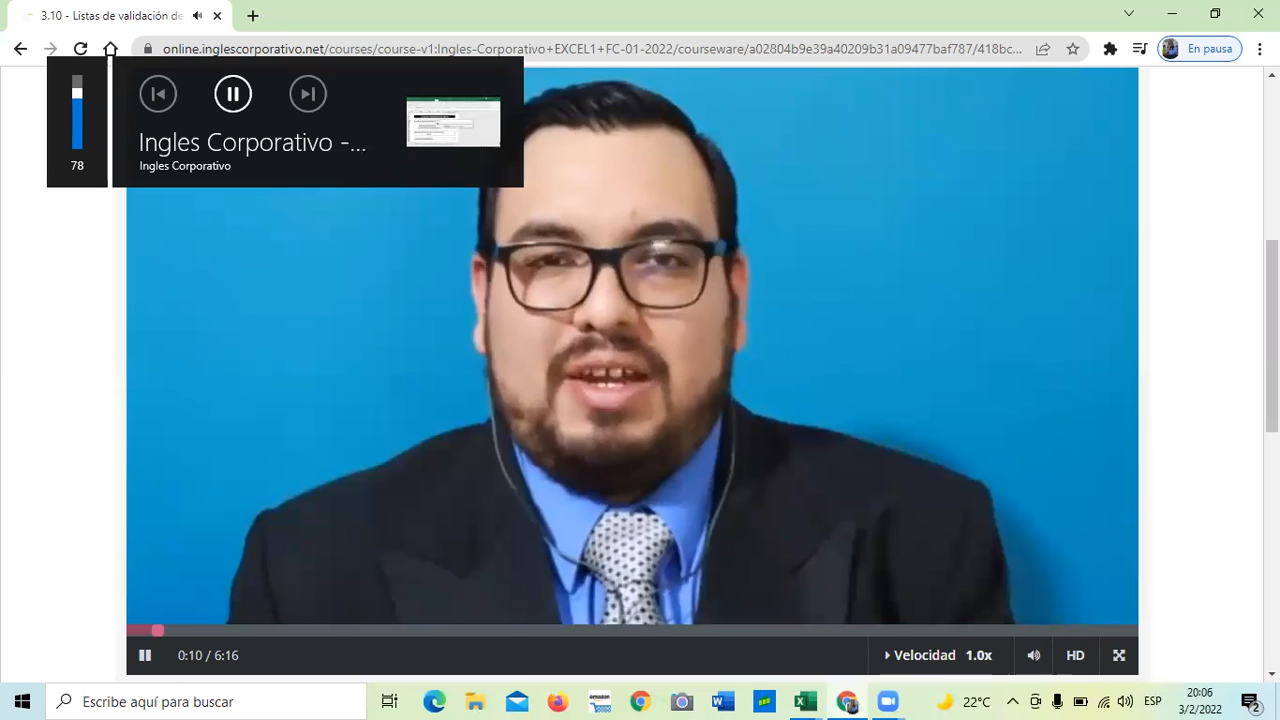 3.10 - Listas de validación de
online.inglescorporativo.net/courses/course-v1:Ingles-Corporativo+EXCEL1+FC-01-2022/courseware/a02804b9e39a40209b31a09477baf787/418bc...
En pausa
Ingles Corporativo -...
78
Ingles Corporativo
0:10 / 6:16
Velocidad 1.0x
HD
Escribe aquí para buscar
amazon
22°C
ESP
20:06
3/2/2022
2